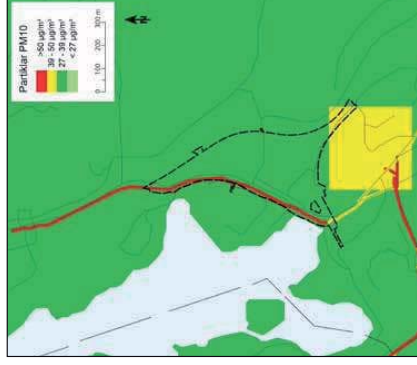 Partiklar PM10
>50 µg/m³
39 - 50 µg/m³
27 - 39 µg/m³
< 27 µg/m³
0 100 300 m
N